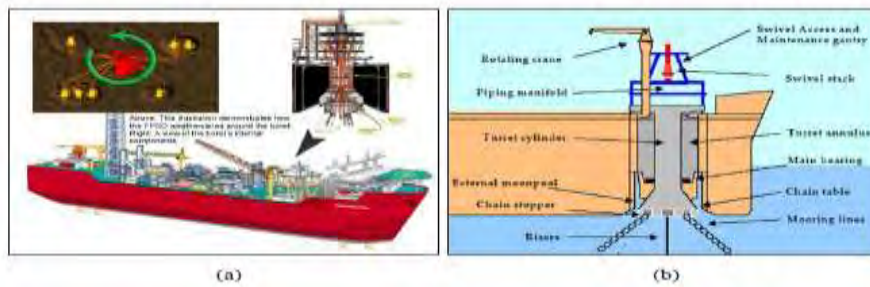 Above: This illustration demonstrates how
the FPSO weathervanes around the turret
Right: A view of the turret's internal
components
(a)
Swivel Access and
Maintenance gantry
Rotating crane
Swivel stack
Piping manifold
Turret cylinder
Turret annulus
Main bearing
External moonpool
Chain table
Chain stopper
Mooring lines
Risers
(b)